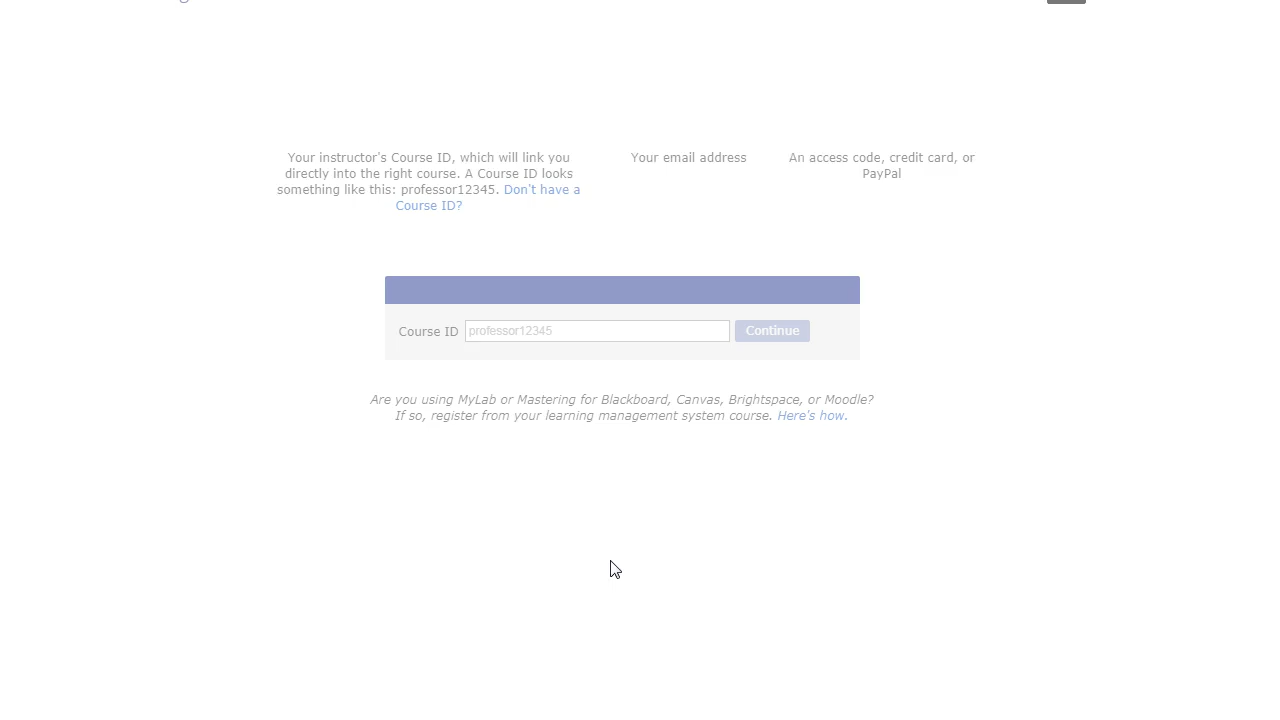 Your instructor's Course ID, which will link you
directly into the right course. A Course ID looks
something like this: professor12345. Don't have a
Course ID?
Your email address
An access code, credit card, or
PayPal
Course ID professor12345 Continue
Are you using MyLab or Mastering for Blackboard, Canvas, Brightspace, or Moodle?
If so, register from your learning management system course. Here's how.